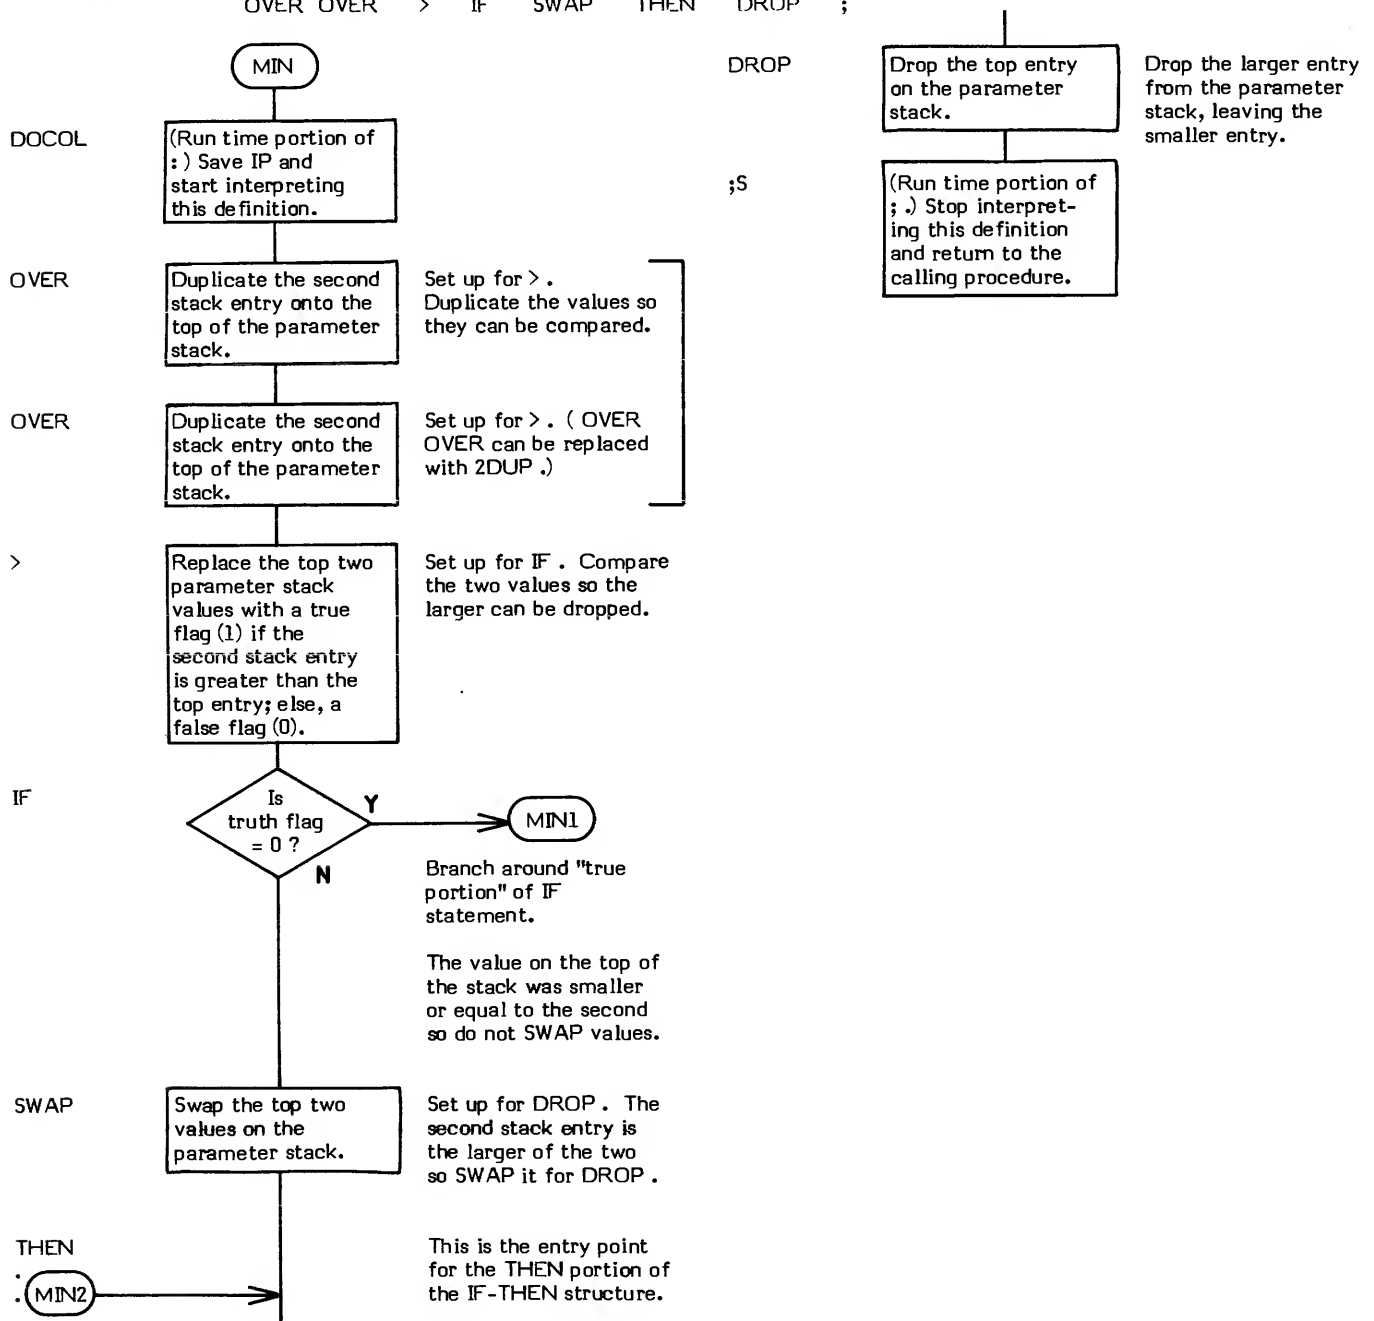 OVER OVER > IF SWAP THEN DROP ;
MIN
DOCOL
(Run time portion of
: ) Save IP and
start interpreting
this definition.
OVER
Duplicate the second
stack entry onto the
top of the parameter
stack.
Set up for > .
Duplicate the values so
they can be compared.
OVER
Duplicate the second
stack entry onto the
top of the parameter
stack.
Set up for > . ( OVER
OVER can be replaced
with 2DUP .)
>
Replace the top two
parameter stack
values with a true
flag (1) if the
second stack entry
is greater than the
top entry; else, a
false flag (0).
Set up for IF . Compare
the two values so the
larger can be dropped.
IF
Is
truth flag
= 0 ?
Y
N
MIN1
Branch around "true
portion" of IF
statement.
The value on the top of
the stack was smaller
or equal to the second
so do not SWAP values.
SWAP
Swap the top two
values on the
parameter stack.
Set up for DROP . The
second stack entry is
the larger of the two
so SWAP it for DROP .
THEN
:
MIN2
This is the entry point
for the THEN portion of
the IF-THEN structure.
DROP
Drop the top entry
on the parameter
stack.
Drop the larger entry
from the parameter
stack, leaving the
smaller entry.
;S
(Run time portion of
; .) Stop interpret-
ing this definition
and return to the
calling procedure.